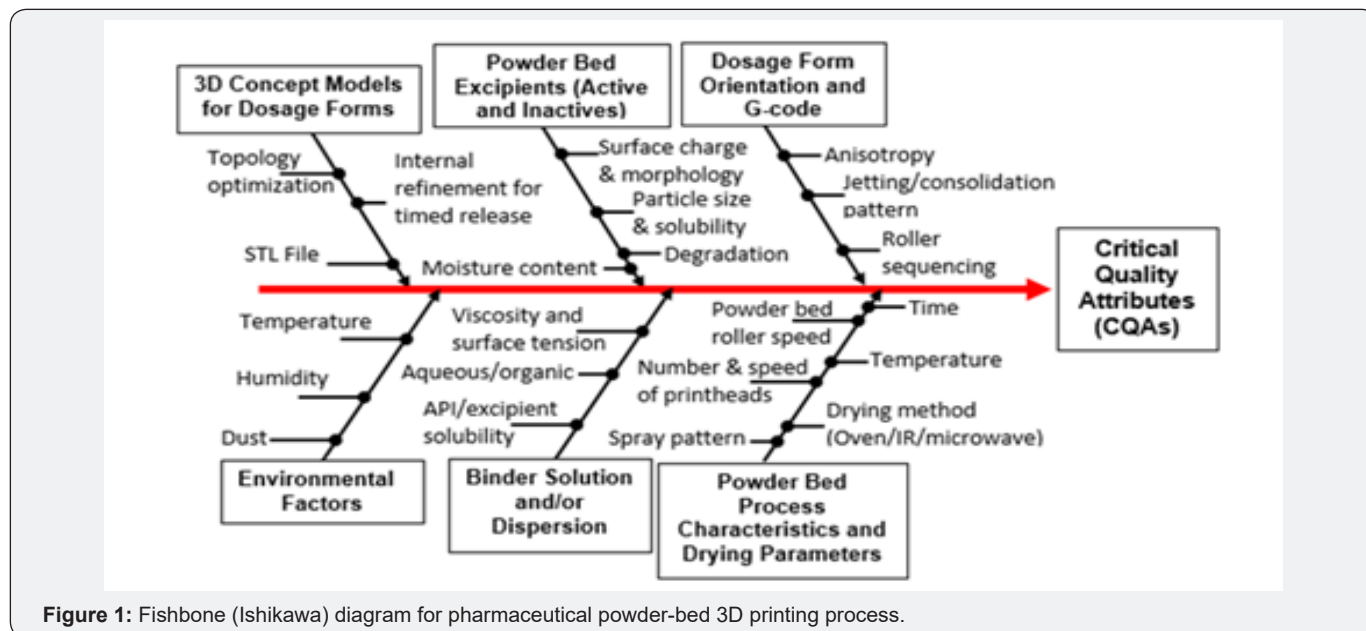 3D Concept Models
for Dosage Forms
Powder Bed
Excipients (Active
and Inactives)
Dosage Form
Orientation and
G-code
Topology
optimization
Internal
refinement for
timed release
STL File
Surface charge
& morphology
Particle size
& solubility
Degradation
Moisture content
Anisotropy
Jetting/consolidation
pattern
Roller
sequencing
Critical
Quality
Attributes
(CQAs)
Temperature
Humidity
Dust
Viscosity and
surface tension
Aqueous/organic
API/excipient
solubility
Powder bed
roller speed
Number & speed
of printheads
Spray pattern
Time
Temperature
Drying method
(Oven/IR/microwave)
Environmental
Factors
Binder Solution
and/or
Dispersion
Powder Bed
Process
Characteristics and
Drying Parameters
Figure 1: Fishbone (Ishikawa) diagram for pharmaceutical powder-bed 3D printing process.